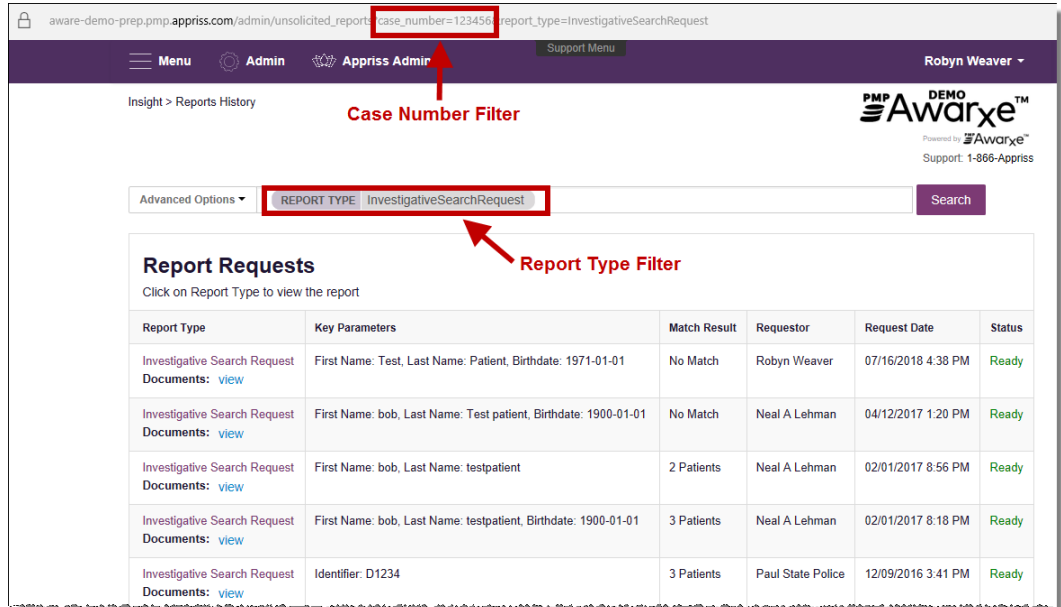 aware-demo-prep.pmp.appriss.com/admin/unsolicited_reports?case_number=123456&report_type=InvestigativeSearchRequest
Support Menu
Menu Admin Appriss Admin Robyn Weaver
Insight > Reports History
Case Number Filter
DEMO
PMP AWARxE™
Powered by AWARxE™
Support: 1-866-Appriss
Advanced Options REPORT TYPE InvestigativeSearchRequest Search
Report Type Filter
Report Requests
Click on Report Type to view the report
Report Type Key Parameters Match Result Requestor Request Date Status
Investigative Search Request First Name: Test, Last Name: Patient, Birthdate: 1971-01-01 No Match Robyn Weaver 07/16/2018 4:38 PM Ready
Documents: view
Investigative Search Request First Name: bob, Last Name: Test patient, Birthdate: 1900-01-01 No Match Neal A Lehman 04/12/2017 1:20 PM Ready
Documents: view
Investigative Search Request First Name: bob, Last Name: testpatient 2 Patients Neal A Lehman 02/01/2017 8:56 PM Ready
Documents: view
Investigative Search Request First Name: bob, Last Name: testpatient, Birthdate: 1900-01-01 3 Patients Neal A Lehman 02/01/2017 8:18 PM Ready
Documents: view
Investigative Search Request Identifier: D1234 3 Patients Paul State Police 12/09/2016 3:41 PM Ready
Documents: view